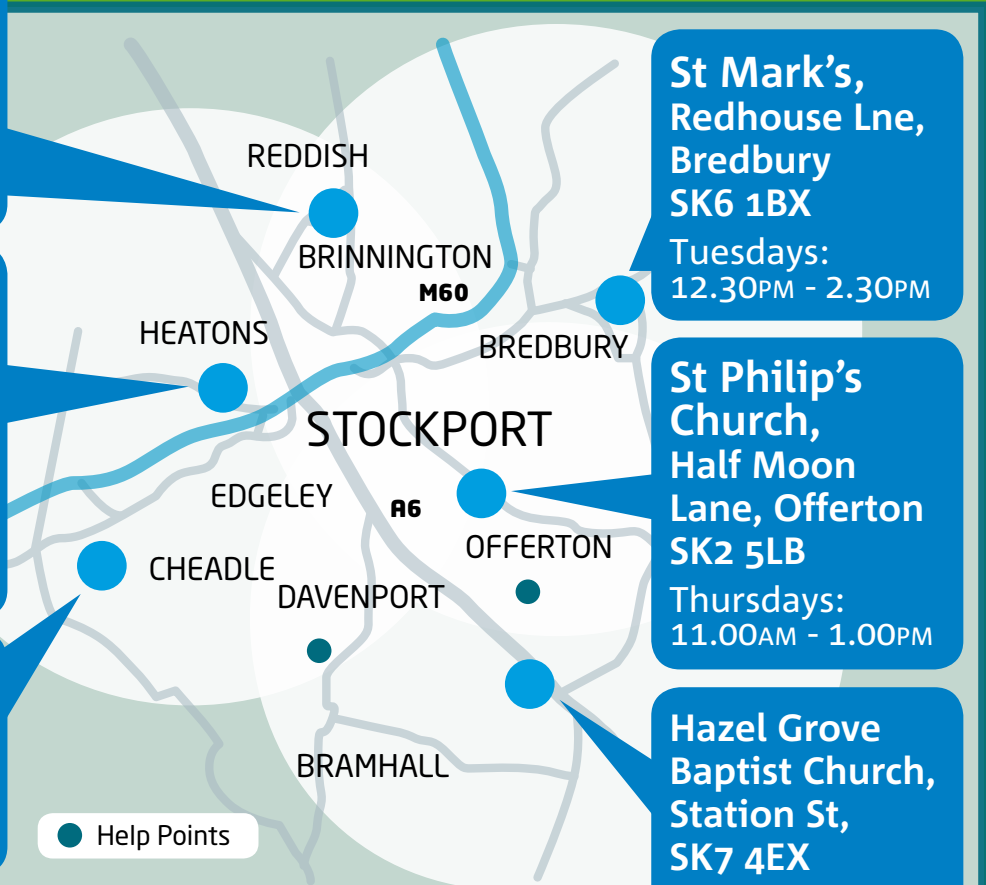 REDDISH
BRINNINGTON
M60
HEATONS
BREDBURY
STOCKPORT
EDGELEY
A6
OFFERTON
CHEADLE
DAVENPORT
BRAMHALL
Help Points
St Mark's,
Redhouse Lne,
Bredbury
SK6 1BX
Tuesdays:
12.30PM - 2.30PM
St Philip's
Church,
Half Moon
Lane, Offerton
SK2 5LB
Thursdays:
11.00AM - 1.00PM
Hazel Grove
Baptist Church,
Station St,
SK7 4EX